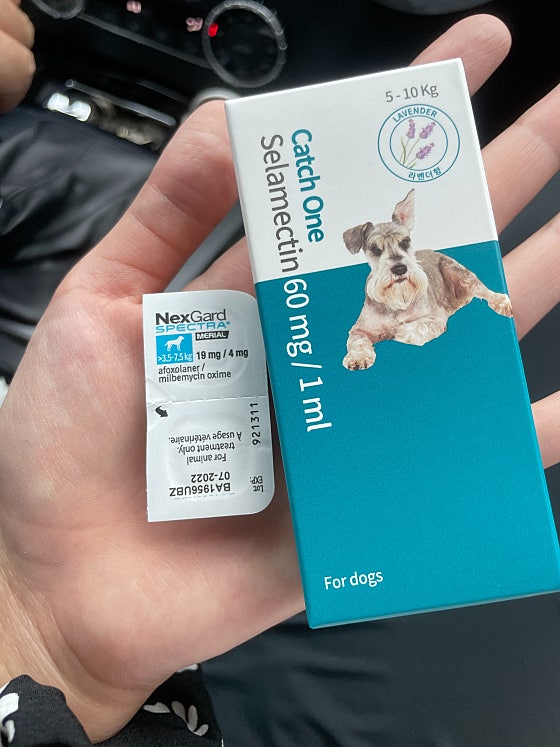 5 - 10 Kg
LAVENDER
라벤더향
Catch One
Selamectin 60 mg / 1 ml
For dogs
NexGard
SPECTRA
MERIAL
>3.5-7.5 kg
19 mg / 4 mg
afoxolaner /
milbemycin oxime
921311
For animal
treatment only.
À usage vétérinaire.
Lot BA1956UBZ
EXP. 07-2022